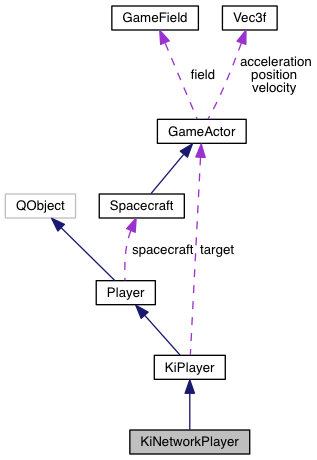 GameField
Vec3f
field
acceleration
position
velocity
GameActor
QObject
Spacecraft
spacecraft
target
Player
KiPlayer
KiNetworkPlayer